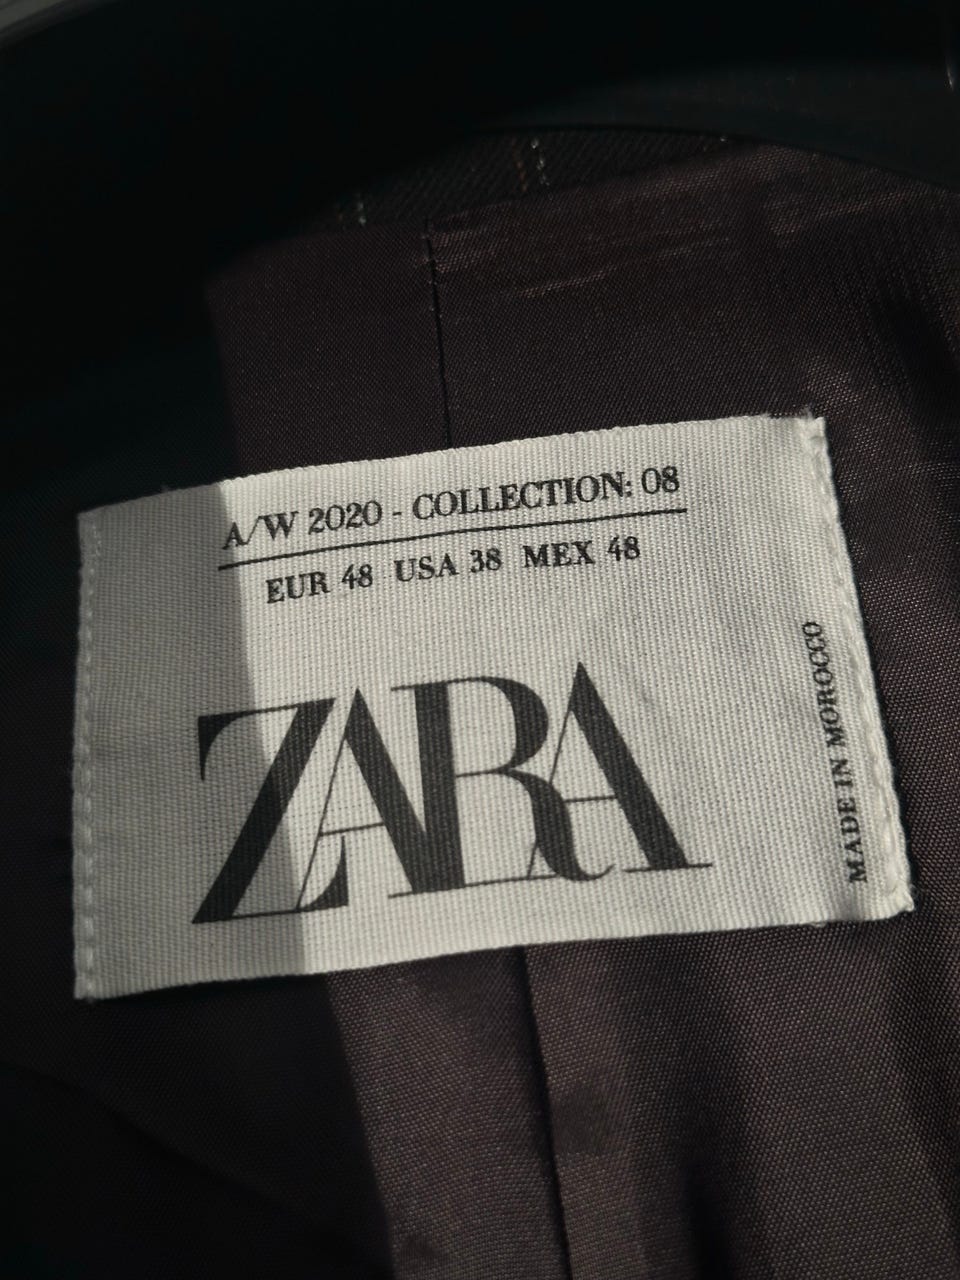 A/W 2020 - COLLECTION: 08
EUR 48 USA 38 MEX 48
ZARA
MADE IN MOROCCO